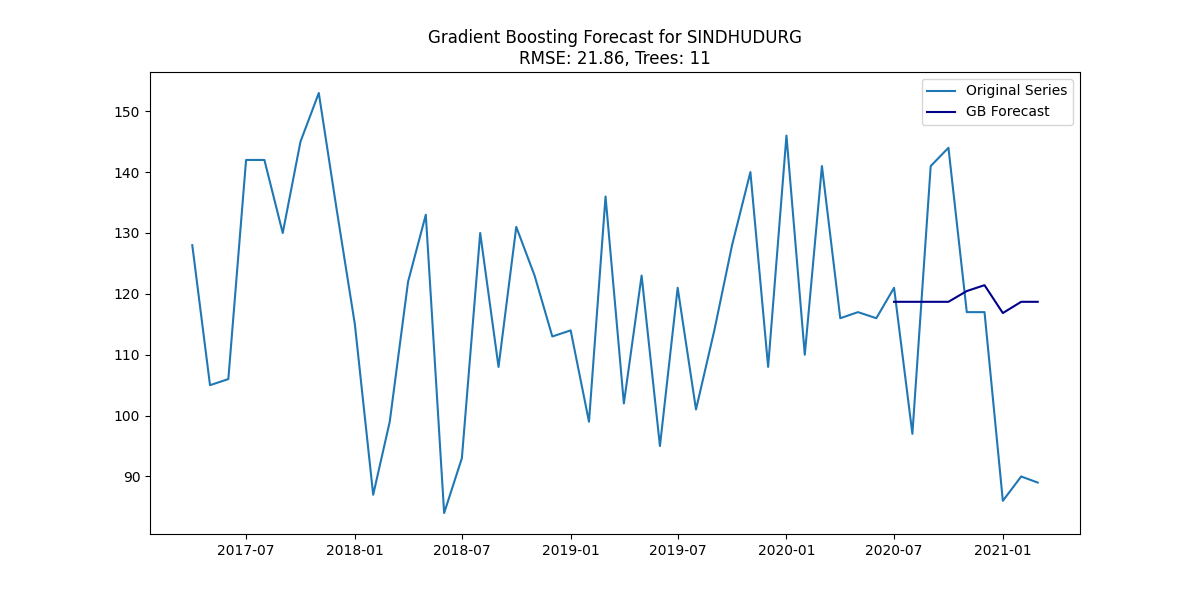 Gradient Boosting Forecast for SINDHUDURG
RMSE: 21.86, Trees: 11
Original Series
GB Forecast
150
140
130
120
110
100
90
2017-07 2018-01 2018-07 2019-01 2019-07 2020-01 2020-07 2021-01